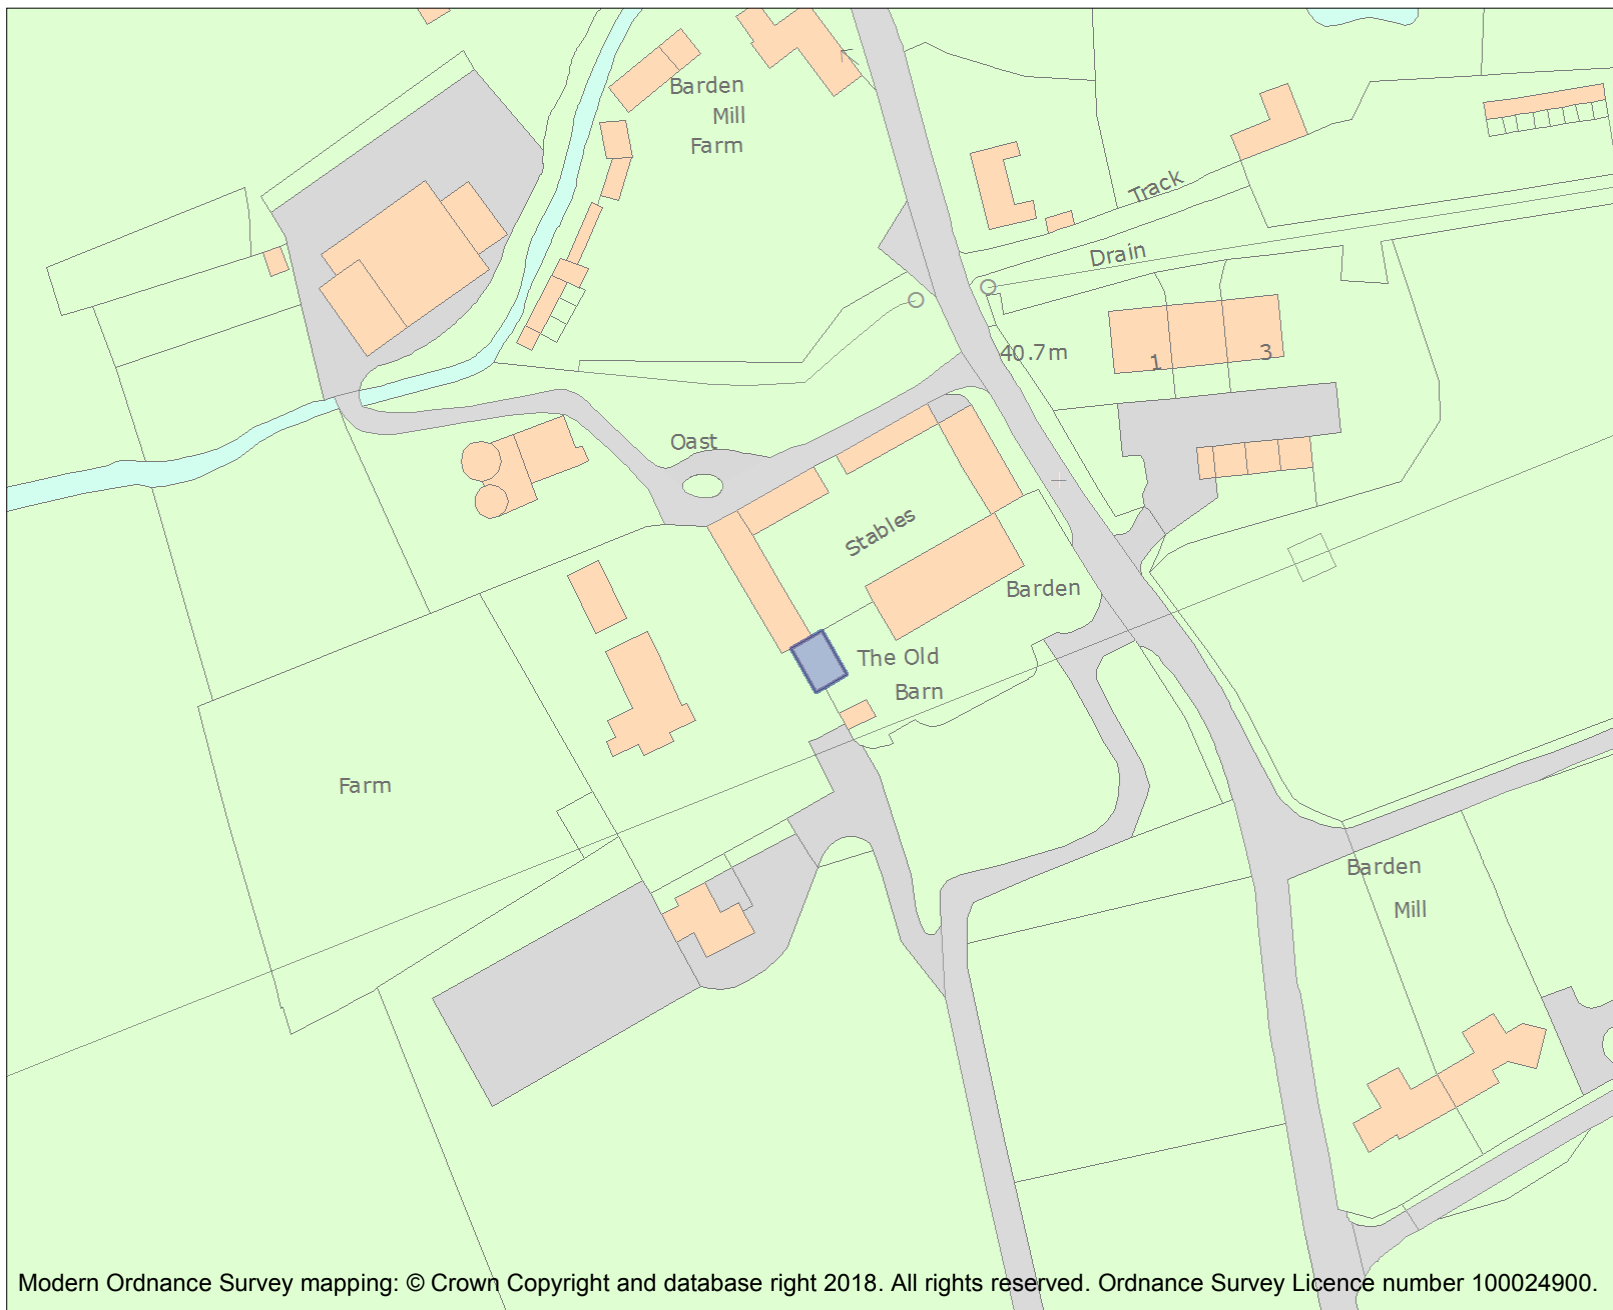 Barden
Mill
Farm
Track
Drain
40.7m
1
3
Oast
Stables
Barden
The Old
Barn
Farm
Barden
Mill
Modern Ordnance Survey mapping: © Crown Copyright and database right 2018. All rights reserved. Ordnance Survey Licence number 100024900.